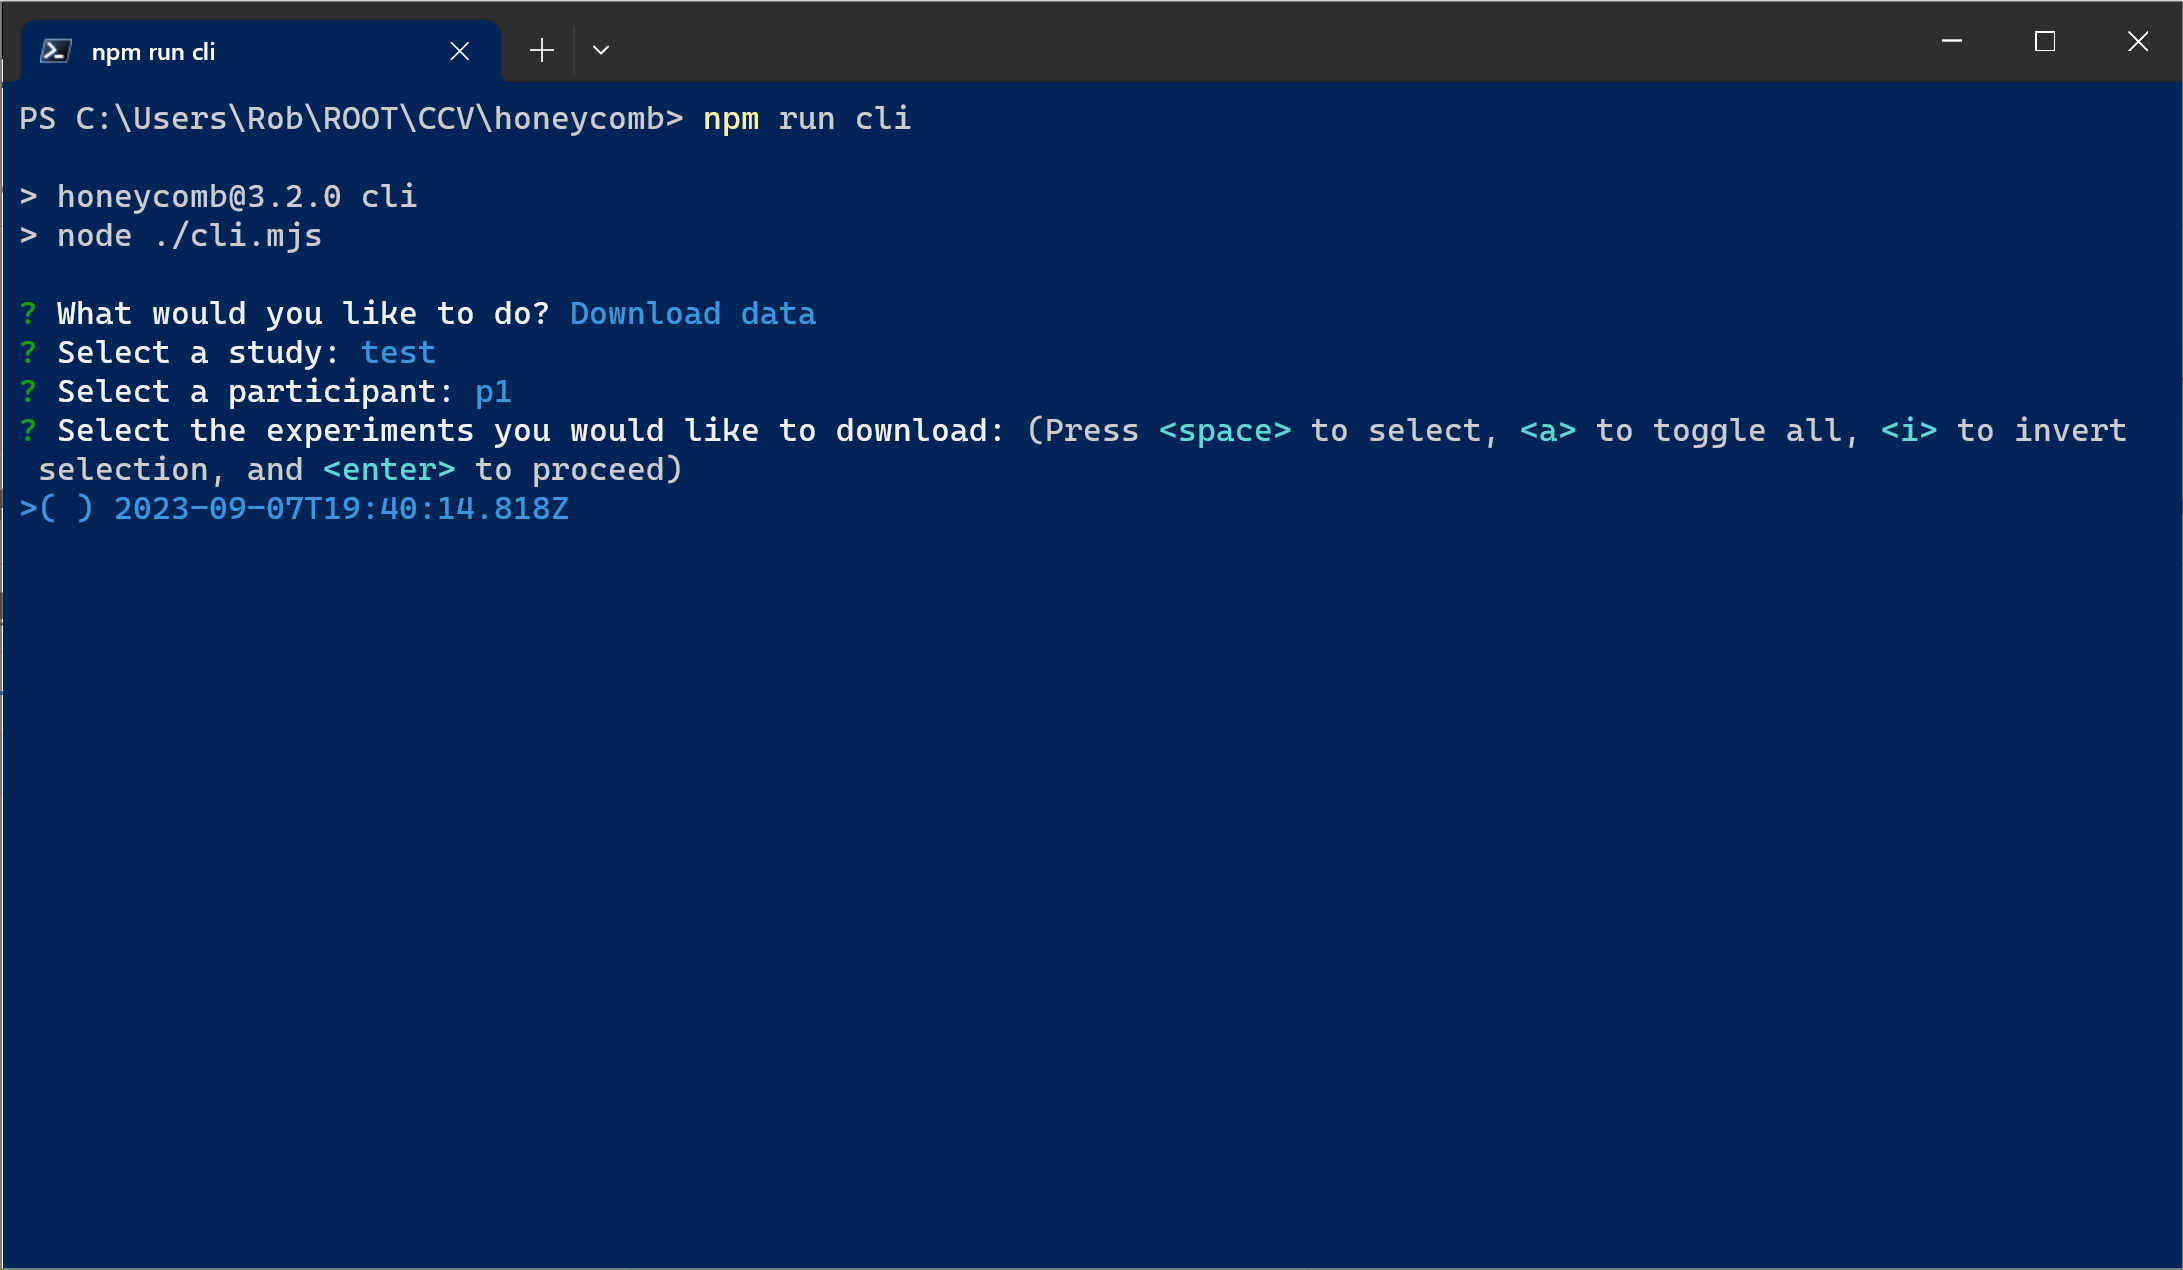 npm run cli
PS C:\Users\Rob\ROOT\CCV\honeycomb> npm run cli
> honeycomb@3.2.0 cli
> node ./cli.mjs
? What would you like to do? Download data
? Select a study: test
? Select a participant: p1
? Select the experiments you would like to download: (Press <space> to select, <a> to toggle all, <i> to invert
selection, and <enter> to proceed)
>( ) 2023-09-07T19:40:14.818Z